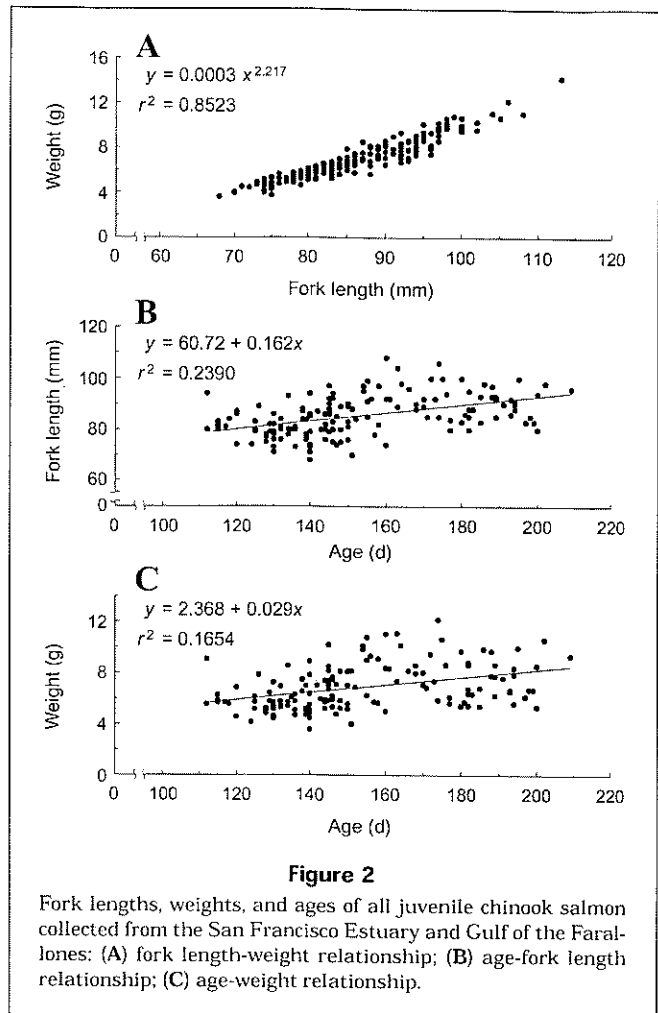 A
y = 0.0003 x^2.217
r² = 0.8523
Weight (g)
16
12
8
4
0
0 60 70 80 90 100 110 120
Fork length (mm)
B
y = 60.72 + 0.162x
r² = 0.2390
Fork length (mm)
120
100
80
60
0
0 100 120 140 160 180 200 220
Age (d)
C
y = 2.368 + 0.029x
r² = 0.1654
Weight (g)
12
8
4
0
0 100 120 140 160 180 200 220
Age (d)
Figure 2
Fork lengths, weights, and ages of all juvenile chinook salmon
collected from the San Francisco Estuary and Gulf of the Faral-
lones: (A) fork length-weight relationship; (B) age-fork length
relationship; (C) age-weight relationship.